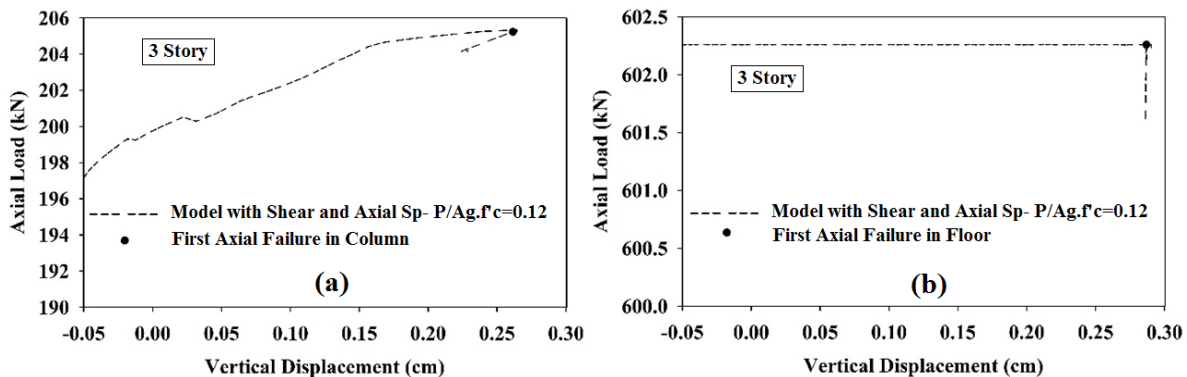 206
204
202
200
198
196
194
192
190
Axial Load (kN)
3 Story
Model with Shear and Axial Sp- P/Ag.f'c=0.12
First Axial Failure in Column
(a)
-0.05 0.00 0.05 0.10 0.15 0.20 0.25 0.30
Vertical Displacement (cm)
602.5
602.0
601.5
601.0
600.5
600.0
Axial Load (kN)
3 Story
Model with Shear and Axial Sp- P/Ag.f'c=0.12
First Axial Failure in Floor
(b)
-0.05 0.00 0.05 0.10 0.15 0.20 0.25 0.30
Vertical Displacement (cm)